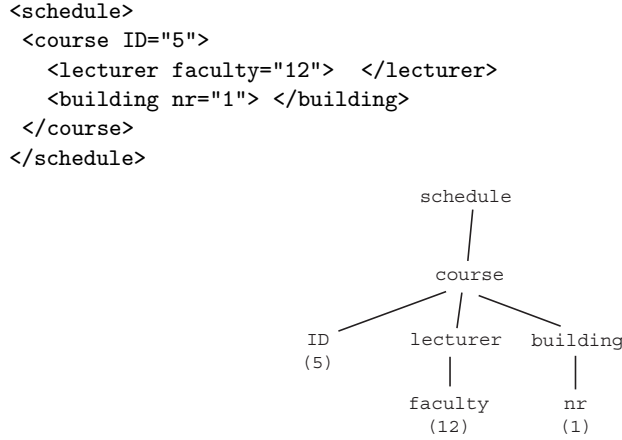 <schedule>
<course ID="5">
<lecturer faculty="12"> </lecturer>
<building nr="1"> </building>
</course>
</schedule>
schedule
course
ID lecturer building
(5)
faculty nr
(12) (1)